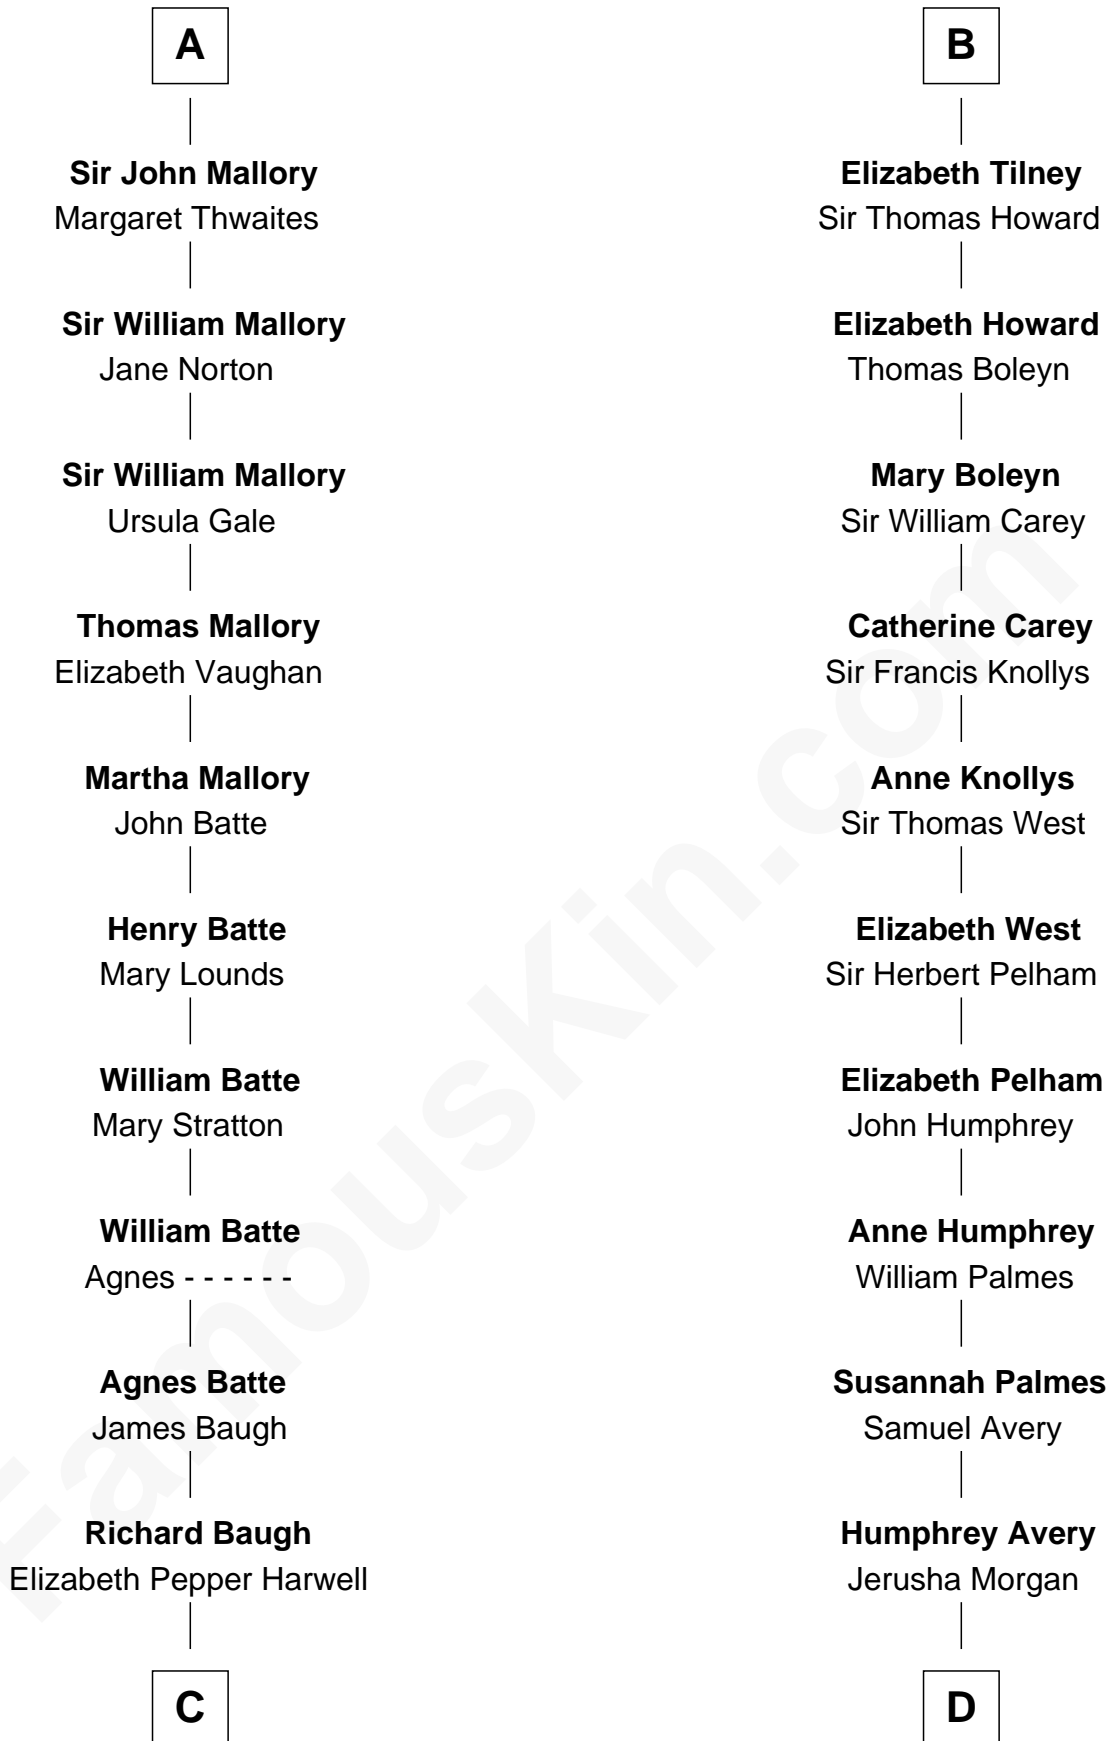 A
Sir John Mallory
Margaret Thwaites
Sir William Mallory
Jane Norton
Sir William Mallory
Ursula Gale
Thomas Mallory
Elizabeth Vaughan
Martha Mallory
John Batte
Henry Batte
Mary Lounds
William Batte
Mary Stratton
William Batte
Agnes - - - - - -
Agnes Batte
James Baugh
Richard Baugh
Elizabeth Pepper Harwell
C
B
Elizabeth Tilney
Sir Thomas Howard
Elizabeth Howard
Thomas Boleyn
Mary Boleyn
Sir William Carey
Catherine Carey
Sir Francis Knollys
Anne Knollys
Sir Thomas West
Elizabeth West
Sir Herbert Pelham
Elizabeth Pelham
John Humphrey
Anne Humphrey
William Palmes
Susannah Palmes
Samuel Avery
Humphrey Avery
Jerusha Morgan
D
FamousKin.com